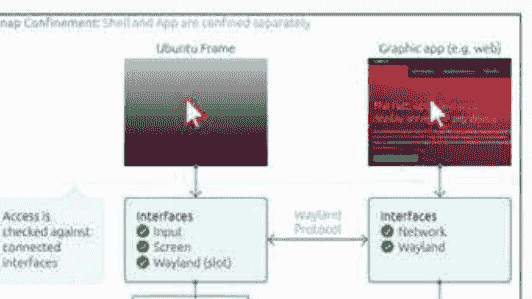 nap Confinement: Shell and App are confined separately
Ubuntu Frame
Graphic app (e.g. web)
Access is
checked against
connected
interfaces
Interfaces
Input
Screen
Wayland (slot)
Wayland
Protocol
Interfaces
Network
Wayland